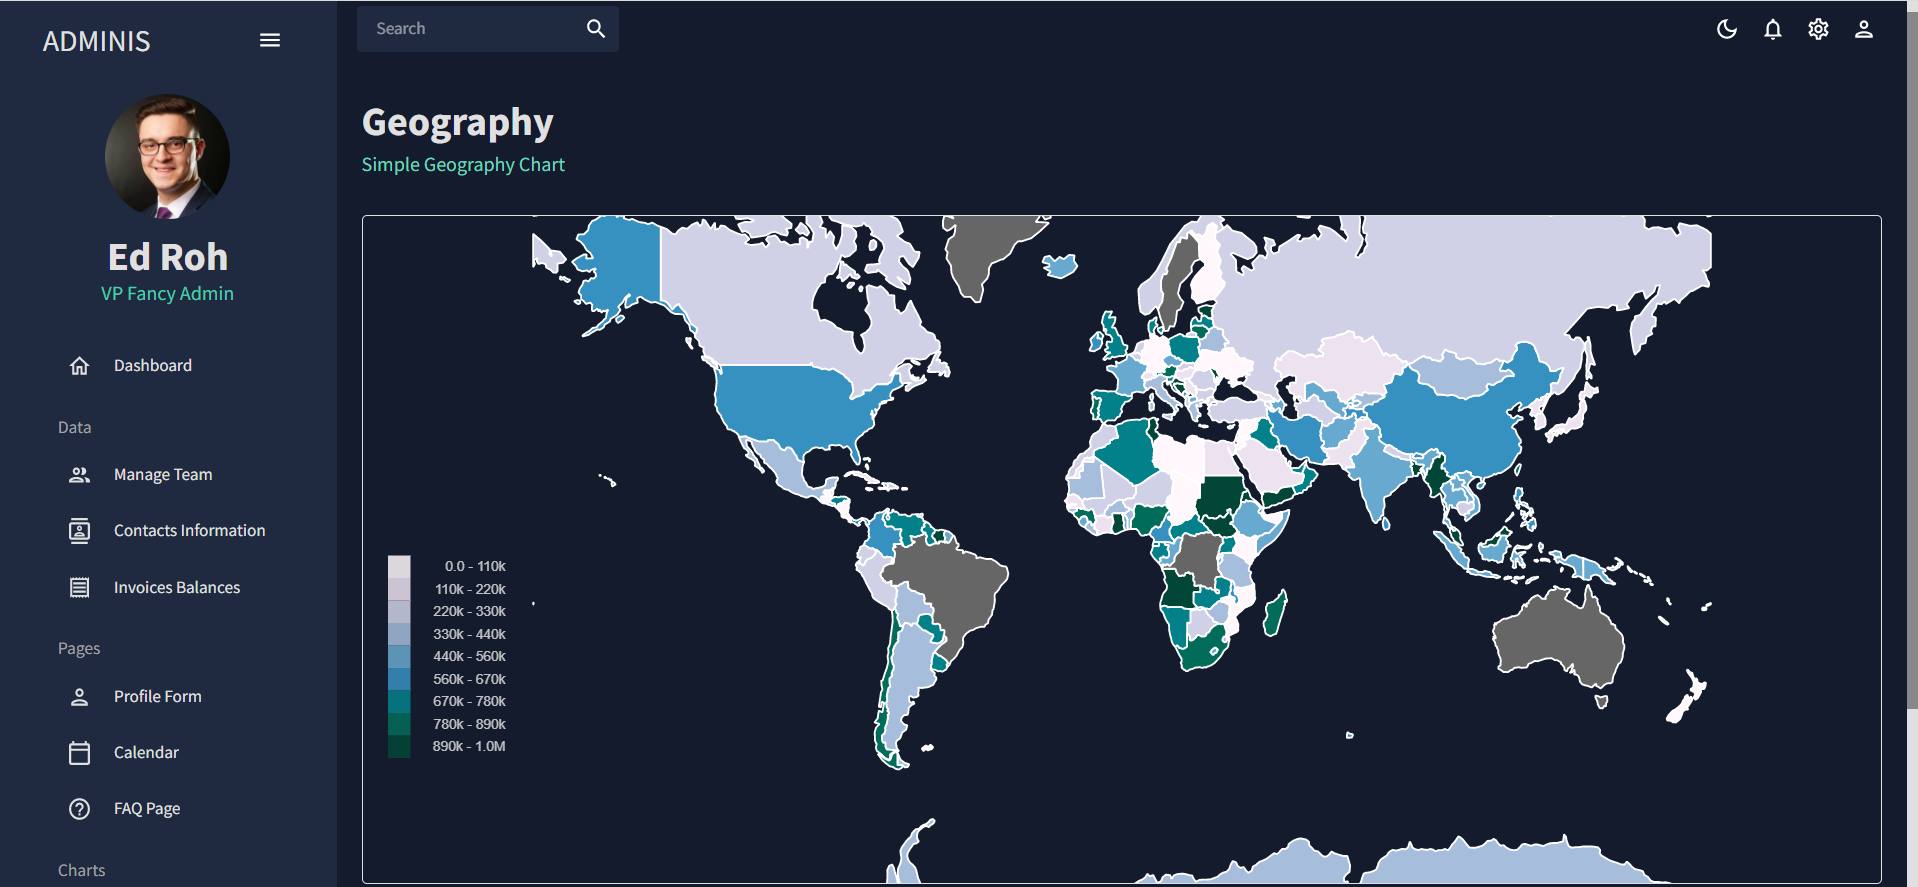 ADMINIS
Search
Ed Roh
VP Fancy Admin
Dashboard
Data
Manage Team
Contacts Information
Invoices Balances
Pages
Profile Form
Calendar
FAQ Page
Charts
Geography
Simple Geography Chart
0.0 - 110k
110k - 220k
220k - 330k
330k - 440k
440k - 560k
560k - 670k
670k - 780k
780k - 890k
890k - 1.0M